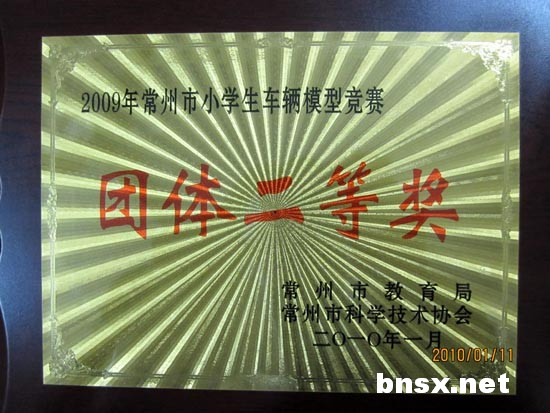 2009年常州市小学生车辆模型竞赛
团体二等奖
常州市教育局
常州市科学技术协会
二〇一〇年一月
2010/01/11
bnsx.net